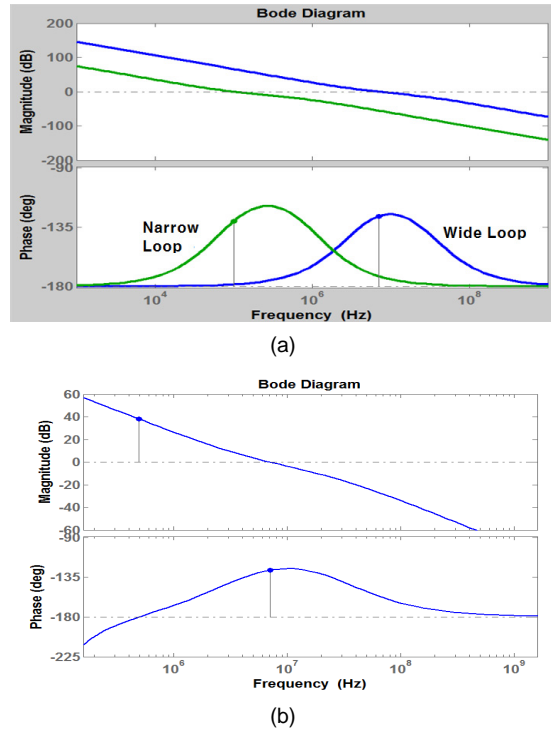 Bode Diagram
200
100
0
-100
-200
Magnitude (dB)
-90
-135
-180
Phase (deg)
Narrow
Loop
Wide Loop
10^4
10^6
10^8
Frequency (Hz)
(a)
Bode Diagram
60
40
20
0
-20
-40
-60
Magnitude (dB)
-90
-135
-180
-225
Phase (deg)
10^6
10^7
10^8
10^9
Frequency (Hz)
(b)